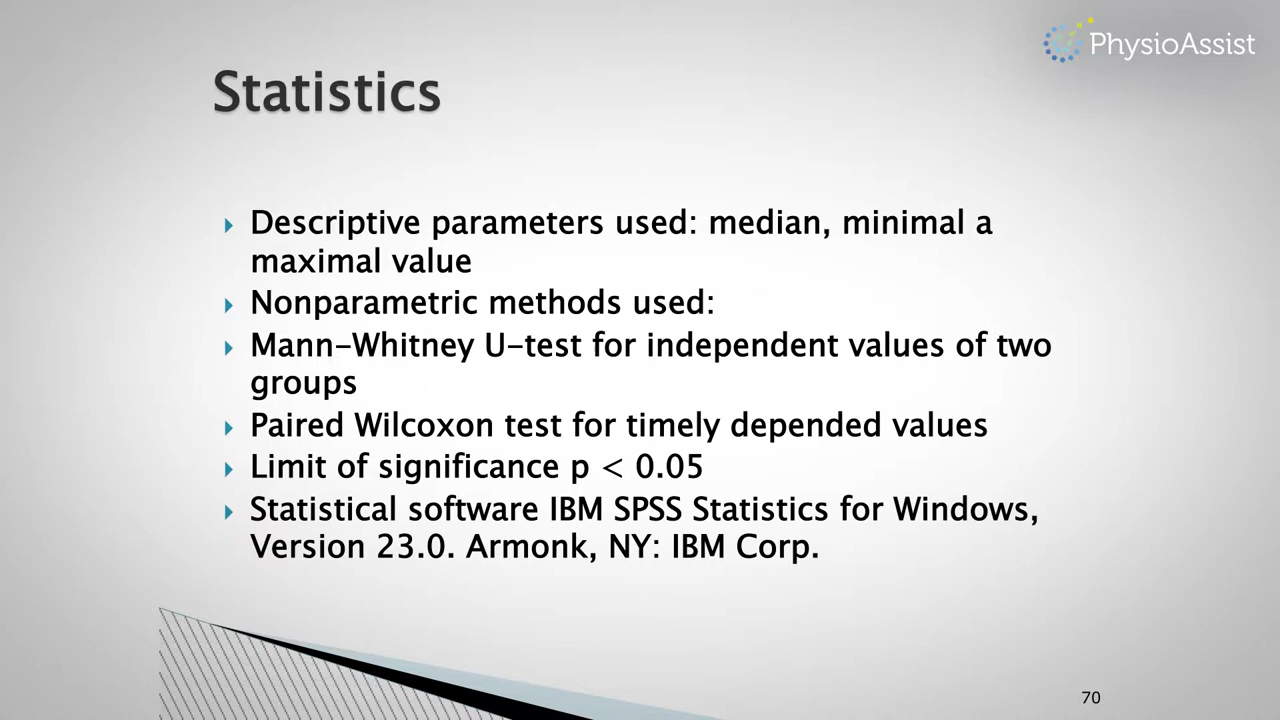 PhysioAssist
Statistics
Descriptive parameters used: median, minimal a
maximal value
Nonparametric methods used:
Mann-Whitney U-test for independent values of two
groups
Paired Wilcoxon test for timely depended values
Limit of significance p < 0.05
Statistical software IBM SPSS Statistics for Windows,
Version 23.0. Armonk, NY: IBM Corp.
70